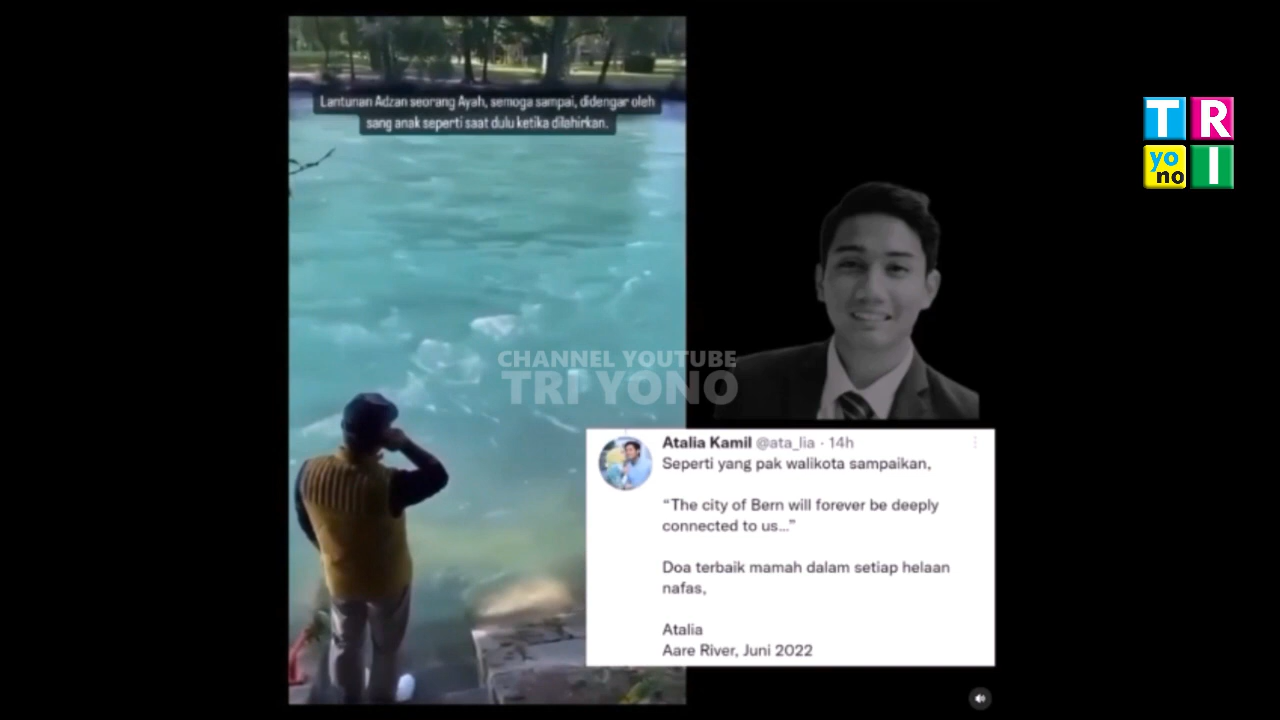 Lantunan Adzan seorang Ayah, semoga sampai, didengar oleh
sang anak seperti saat dulu ketika dilahirkan.
T R
yo
no I
CHANNEL YOUTUBE
TRI YONO
Atalia Kamil @ata_lia · 14h
Seperti yang pak walikota sampaikan,
“The city of Bern will forever be deeply
connected to us...”
Doa terbaik mamah dalam setiap helaan
nafas,
Atalia
Aare River, Juni 2022